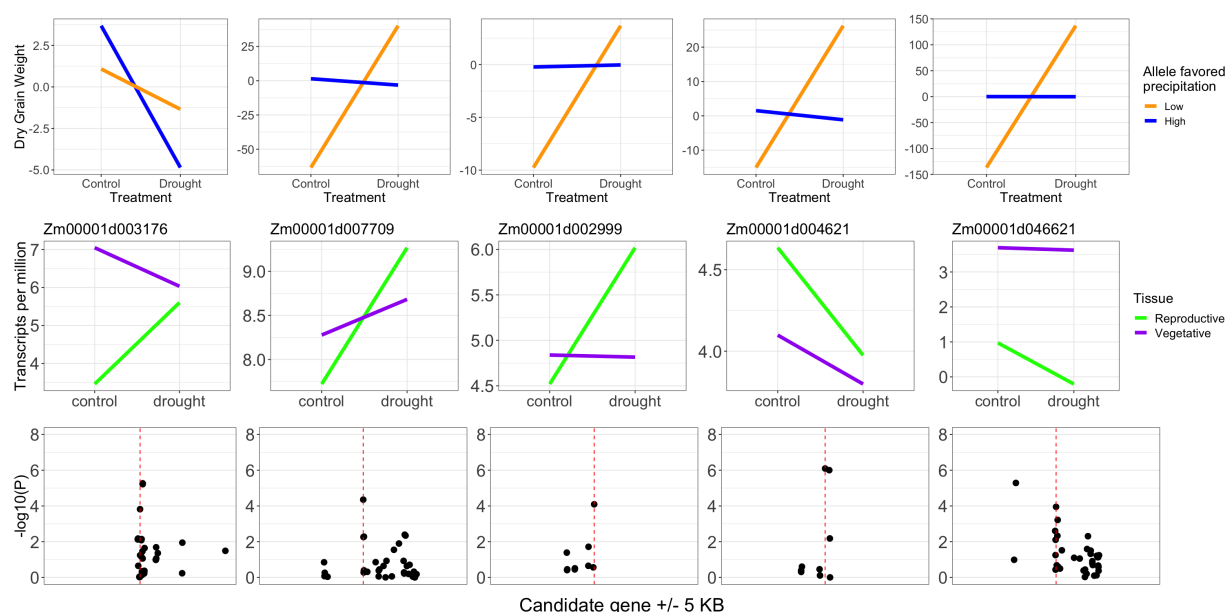 Dry Grain Weight
2.5
0.0
-2.5
-5.0
Control Drought
Treatment
25
0
-25
-50
Control Drought
Treatment
0
-5
-10
Control Drought
Treatment
20
10
0
-10
Control Drought
Treatment
150
100
50
0
-50
-100
-150
Control Drought
Treatment
Allele favored
precipitation
Low
High
Transcripts per million
Zm00001d003176
7
6
5
4
control drought
Zm00001d007709
9.0
8.5
8.0
control drought
Zm00001d002999
6.0
5.5
5.0
4.5
control drought
Zm00001d004621
4.5
4.0
control drought
Zm00001d046621
3
2
1
0
control drought
Tissue
Reproductive
Vegetative
-log10(P)
8
6
4
2
0
8
6
4
2
0
8
6
4
2
0
8
6
4
2
0
8
6
4
2
0
Candidate gene +/- 5 KB